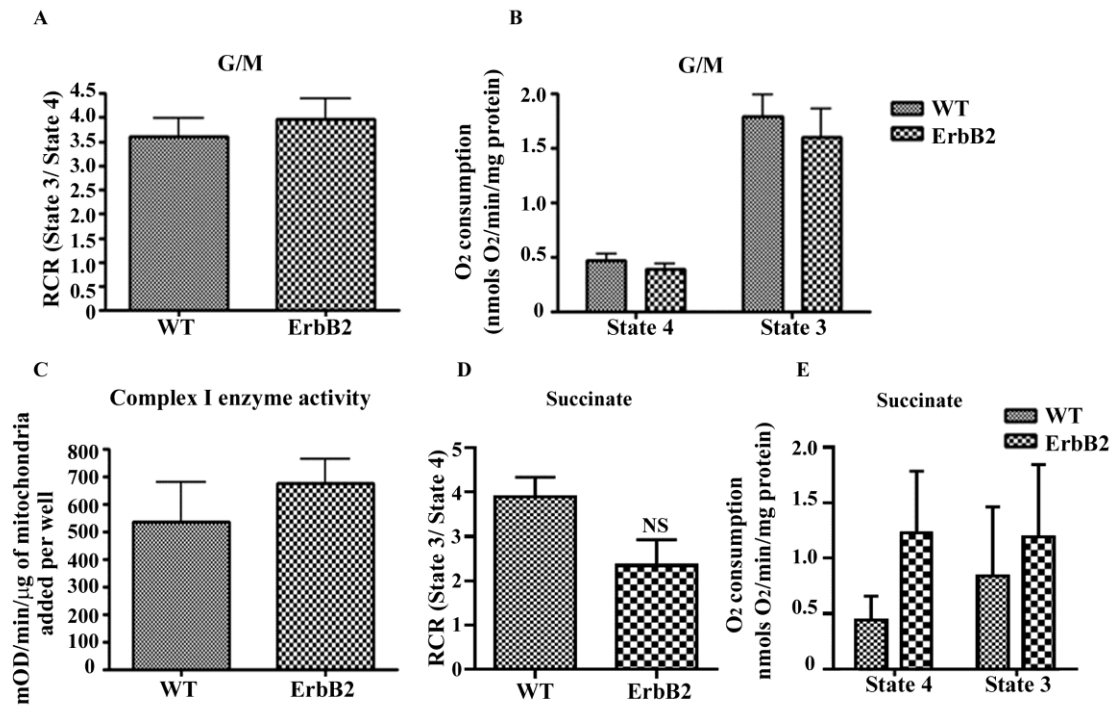 A
G/M
RCR (State 3/ State 4)
4.5
4.0
3.5
3.0
2.5
2.0
1.5
1.0
0.5
0
WT
ErbB2
B
G/M
O2 consumption
(nmols O2/min/mg protein)
2.0
1.5
1.0
0.5
0
State 4
State 3
WT
ErbB2
C
Complex I enzyme activity
mOD/min/µg of mitochondria
added per well
800
700
600
500
400
300
200
100
0
WT
ErbB2
D
Succinate
RCR (State 3/ State 4)
5
4
3
2
1
0
NS
WT
ErbB2
E
Succinate
WT
ErbB2
O2 consumption
nmols O2/min/mg protein)
2.0
1.5
1.0
0.5
0
State 4
State 3